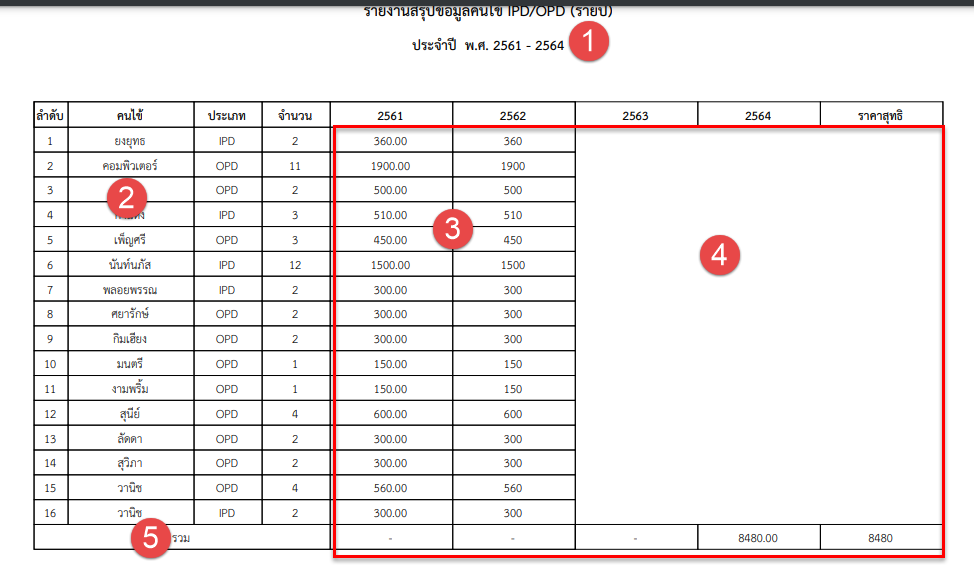 รายงานสรุปข้อมูลคนไข้ IPD/OPD (รายปี)
ประจำปี พ.ศ. 2561 - 2564 1
ลำดับ คนไข้ ประเภท จำนวน 2561 2562 2563 2564 ราคาสุทธิ
1 ยงยุทธ IPD 2 360.00 360
2 คอมพิวเตอร์ OPD 11 1900.00 1900
3 2 OPD 2 500.00 500
4 IPD 3 510.00 3 510
5 เพ็ญศรี OPD 3 450.00 450 4
6 นันท์นภัส IPD 12 1500.00 1500
7 พลอยพรรณ IPD 2 300.00 300
8 ศยารักษ์ OPD 2 300.00 300
9 กิมเฮียง OPD 2 300.00 300
10 มนตรี OPD 1 150.00 150
11 งามพริ้ม OPD 1 150.00 150
12 สุนีย์ OPD 4 600.00 600
13 ลัดดา OPD 2 300.00 300
14 สุวิภา OPD 2 300.00 300
15 วานิช OPD 4 560.00 560
16 วานิช IPD 2 300.00 300
5 รวม - - - 8480.00 8480